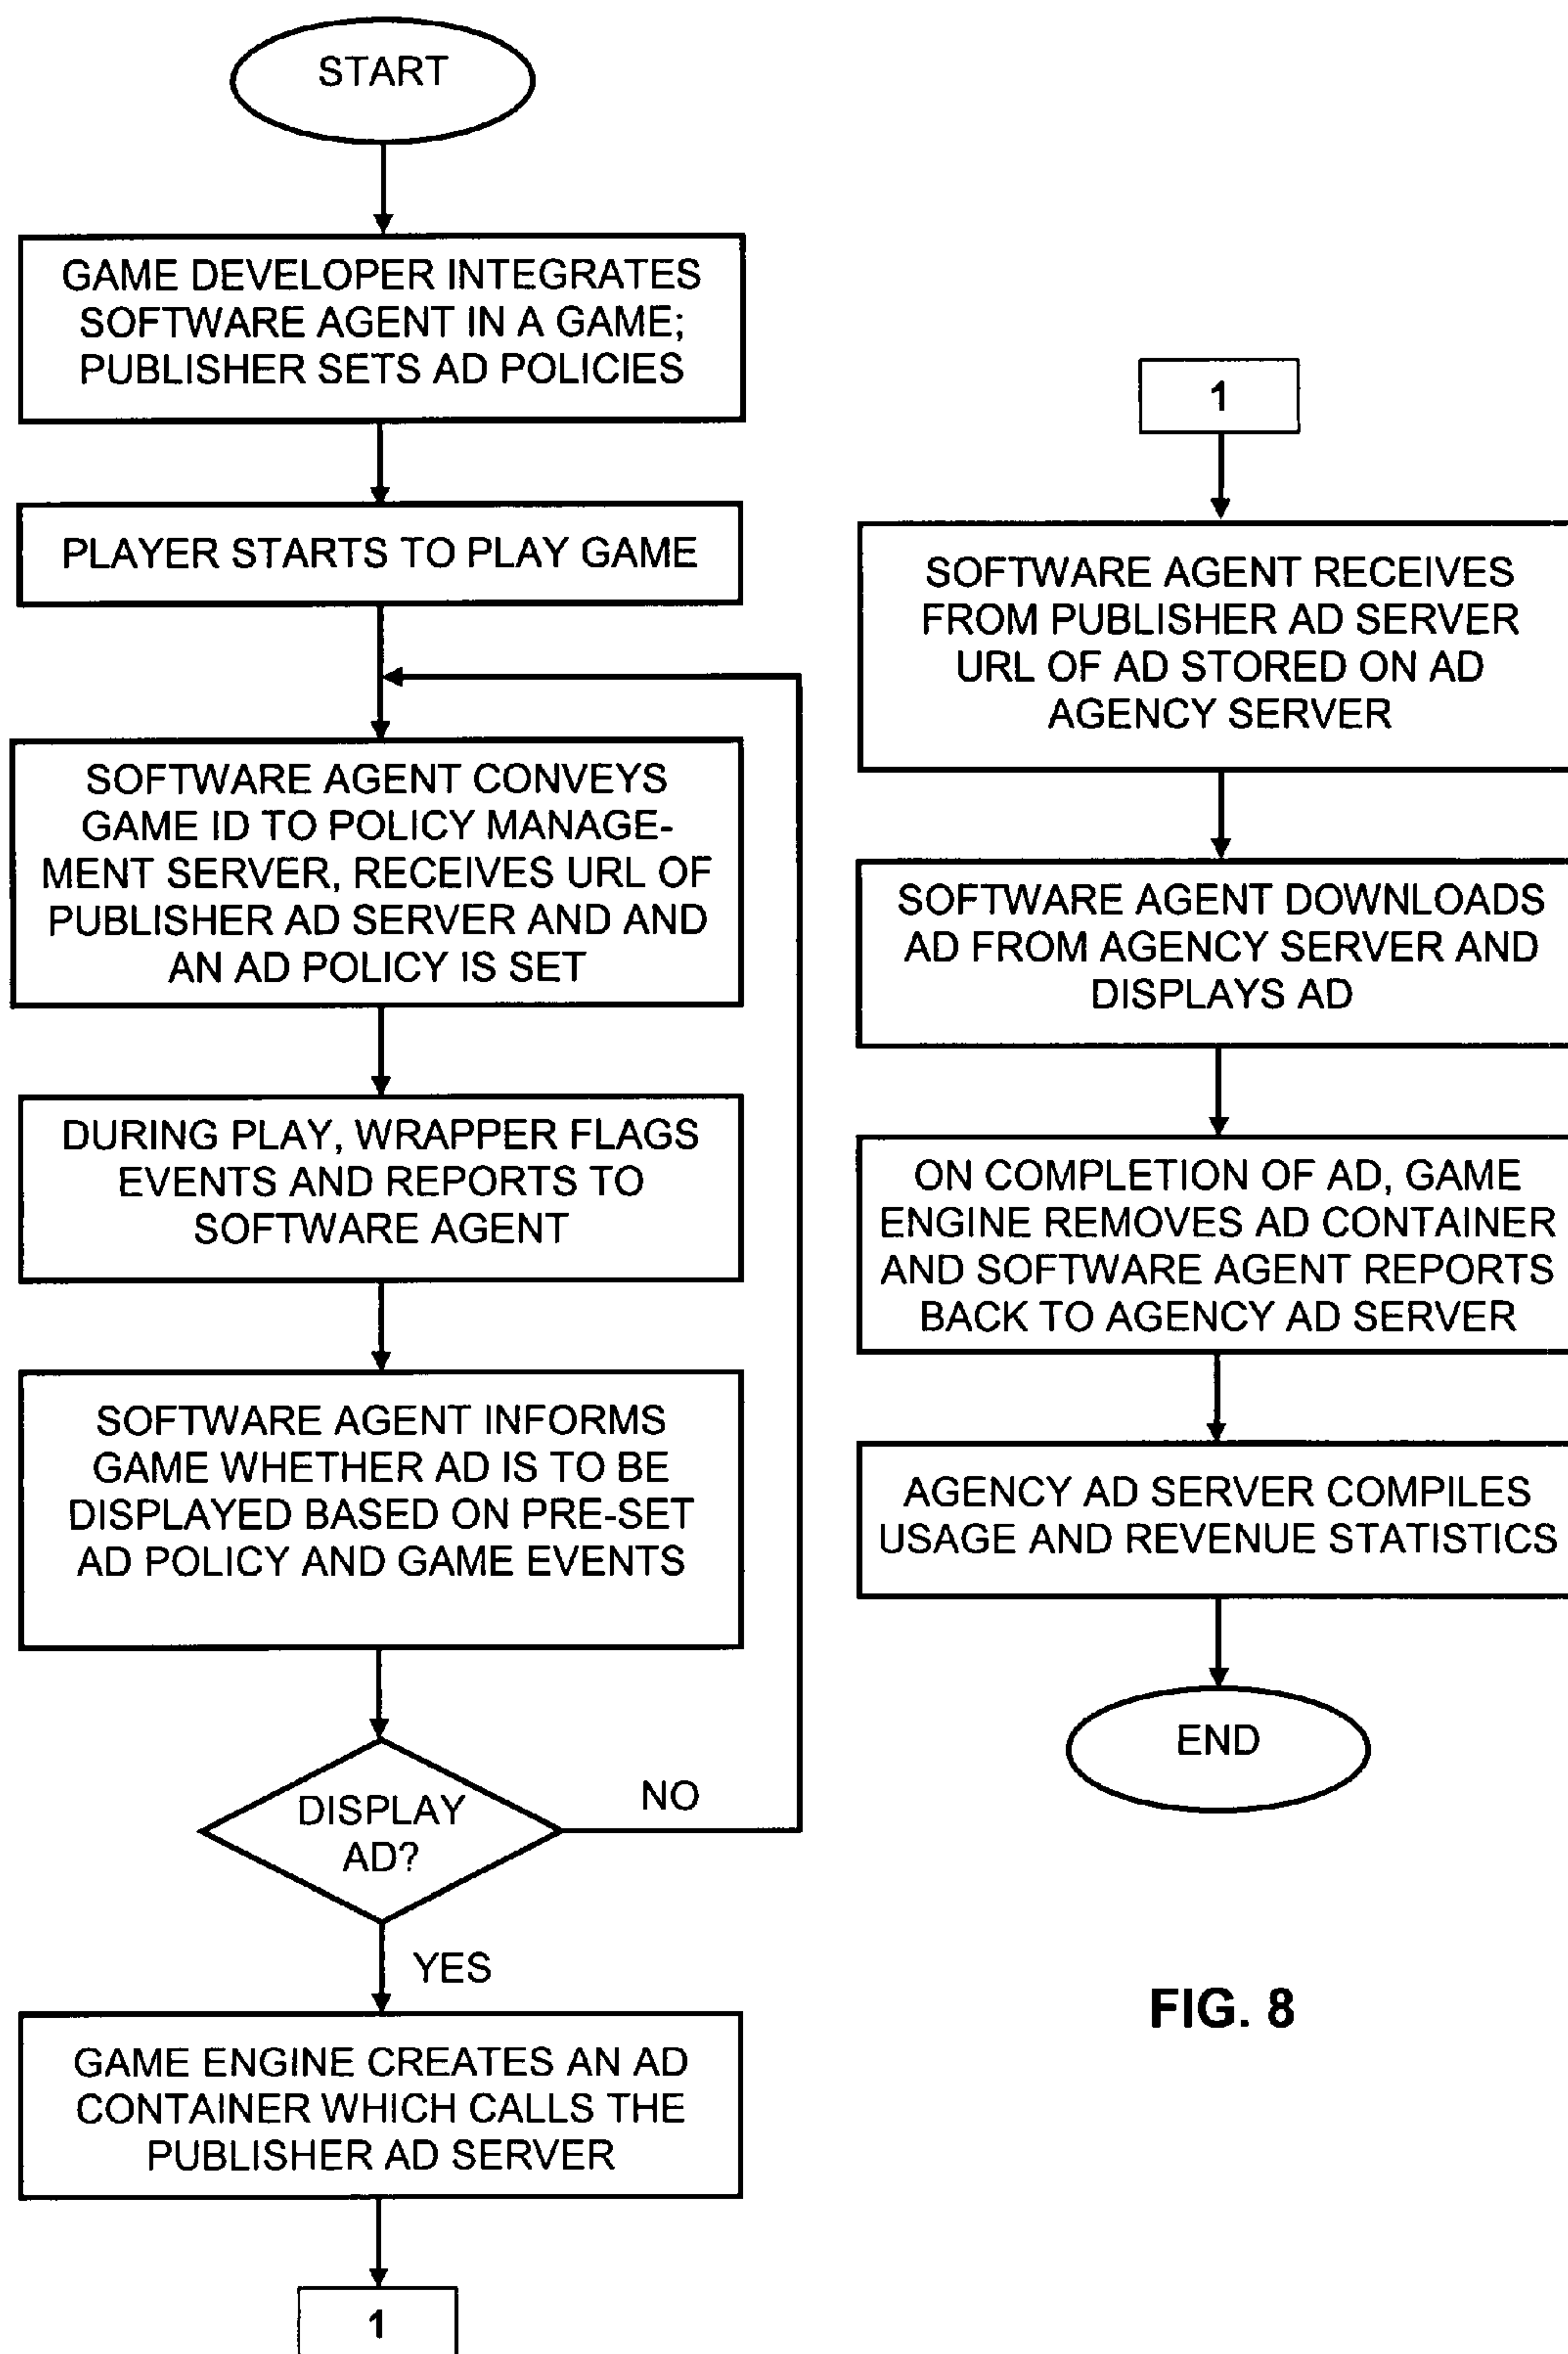 START
GAME DEVELOPER INTEGRATES
SOFTWARE AGENT IN A GAME;
PUBLISHER SETS AD POLICIES
PLAYER STARTS TO PLAY GAME
SOFTWARE AGENT CONVEYS
GAME ID TO POLICY MANAGE-
MENT SERVER, RECEIVES URL OF
PUBLISHER AD SERVER AND AND
AN AD POLICY IS SET
DURING PLAY, WRAPPER FLAGS
EVENTS AND REPORTS TO
SOFTWARE AGENT
SOFTWARE AGENT INFORMS
GAME WHETHER AD IS TO BE
DISPLAYED BASED ON PRE-SET
AD POLICY AND GAME EVENTS
DISPLAY
AD?
NO
YES
GAME ENGINE CREATES AN AD
CONTAINER WHICH CALLS THE
PUBLISHER AD SERVER
1
1
SOFTWARE AGENT RECEIVES
FROM PUBLISHER AD SERVER
URL OF AD STORED ON AD
AGENCY SERVER
SOFTWARE AGENT DOWNLOADS
AD FROM AGENCY SERVER AND
DISPLAYS AD
ON COMPLETION OF AD, GAME
ENGINE REMOVES AD CONTAINER
AND SOFTWARE AGENT REPORTS
BACK TO AGENCY AD SERVER
AGENCY AD SERVER COMPILES
USAGE AND REVENUE STATISTICS
END
FIG. 8